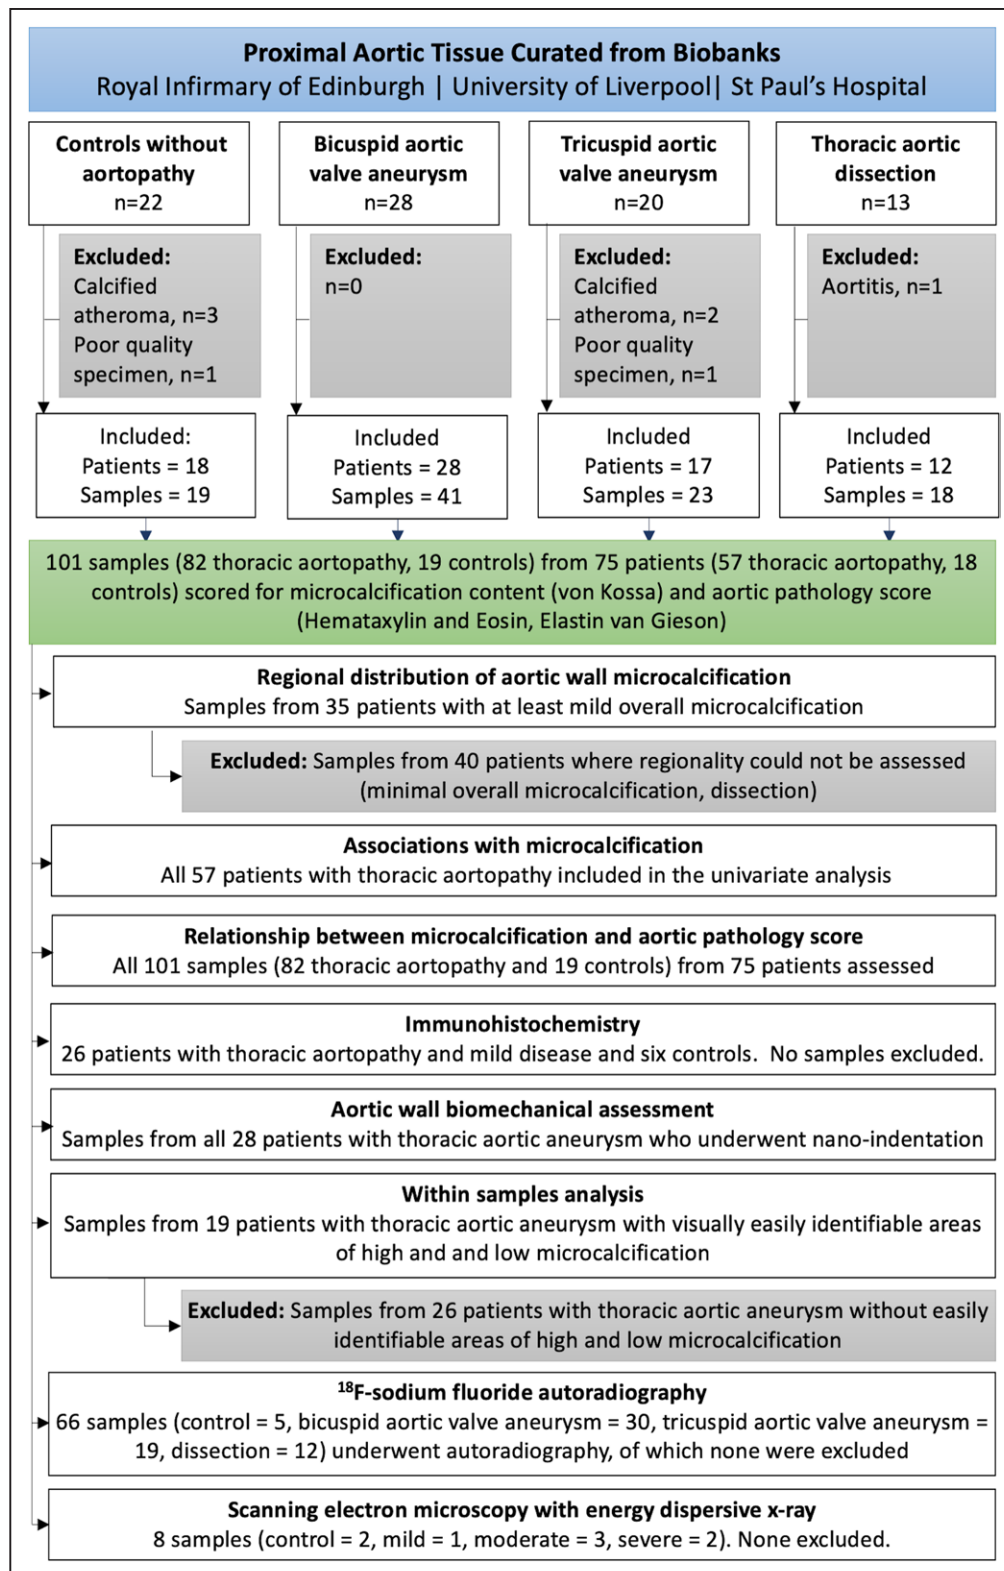 Proximal Aortic Tissue Curated from Biobanks
Royal Infirmary of Edinburgh | University of Liverpool| St Paul's Hospital
Controls without
aortopathy
n=22
Bicuspid aortic
valve aneurysm
n=28
Tricuspid aortic
valve aneurysm
n=20
Thoracic aortic
dissection
n=13
Excluded:
Calcified
atheroma, n=3
Poor quality
specimen, n=1
Excluded:
n=0
Excluded:
Calcified
atheroma, n=2
Poor quality
specimen, n=1
Excluded:
Aortitis, n=1
Included:
Patients = 18
Samples = 19
Included
Patients = 28
Samples = 41
Included
Patients = 17
Samples = 23
Included
Patients = 12
Samples = 18
101 samples (82 thoracic aortopathy, 19 controls) from 75 patients (57 thoracic aortopathy, 18
controls) scored for microcalcification content (von Kossa) and aortic pathology score
(Hemataxylin and Eosin, Elastin van Gieson)
Regional distribution of aortic wall microcalcification
Samples from 35 patients with at least mild overall microcalcification
Excluded: Samples from 40 patients where regionality could not be assessed
(minimal overall microcalcification, dissection)
Associations with microcalcification
All 57 patients with thoracic aortopathy included in the univariate analysis
Relationship between microcalcification and aortic pathology score
All 101 samples (82 thoracic aortopathy and 19 controls) from 75 patients assessed
Immunohistochemistry
26 patients with thoracic aortopathy and mild disease and six controls.  No samples excluded.
Aortic wall biomechanical assessment
Samples from all 28 patients with thoracic aortic aneurysm who underwent nano-indentation
Within samples analysis
Samples from 19 patients with thoracic aortic aneurysm with visually easily identifiable areas
of high and and low microcalcification
Excluded: Samples from 26 patients with thoracic aortic aneurysm without easily
identifiable areas of high and low microcalcification
¹⁸F-sodium fluoride autoradiography
66 samples (control = 5, bicuspid aortic valve aneurysm = 30, tricuspid aortic valve aneurysm =
19, dissection = 12) underwent autoradiography, of which none were excluded
Scanning electron microscopy with energy dispersive x-ray
8 samples (control = 2, mild = 1, moderate = 3, severe = 2). None excluded.